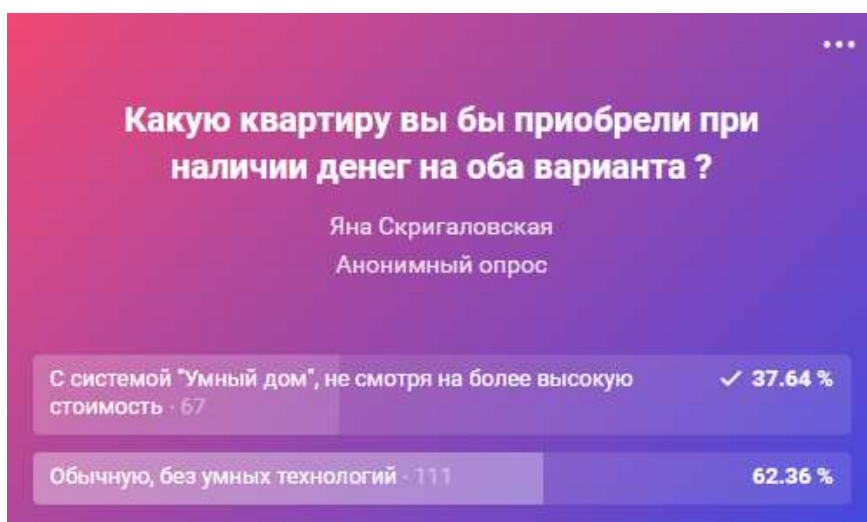 Какую квартиру вы бы приобрели при
наличии денег на оба варианта ?
Яна Скригаловская
Анонимный опрос
С системой "Умный дом", не смотря на более высокую
стоимость · 67
37.64 %
Обычную, без умных технологий · 111
62.36 %